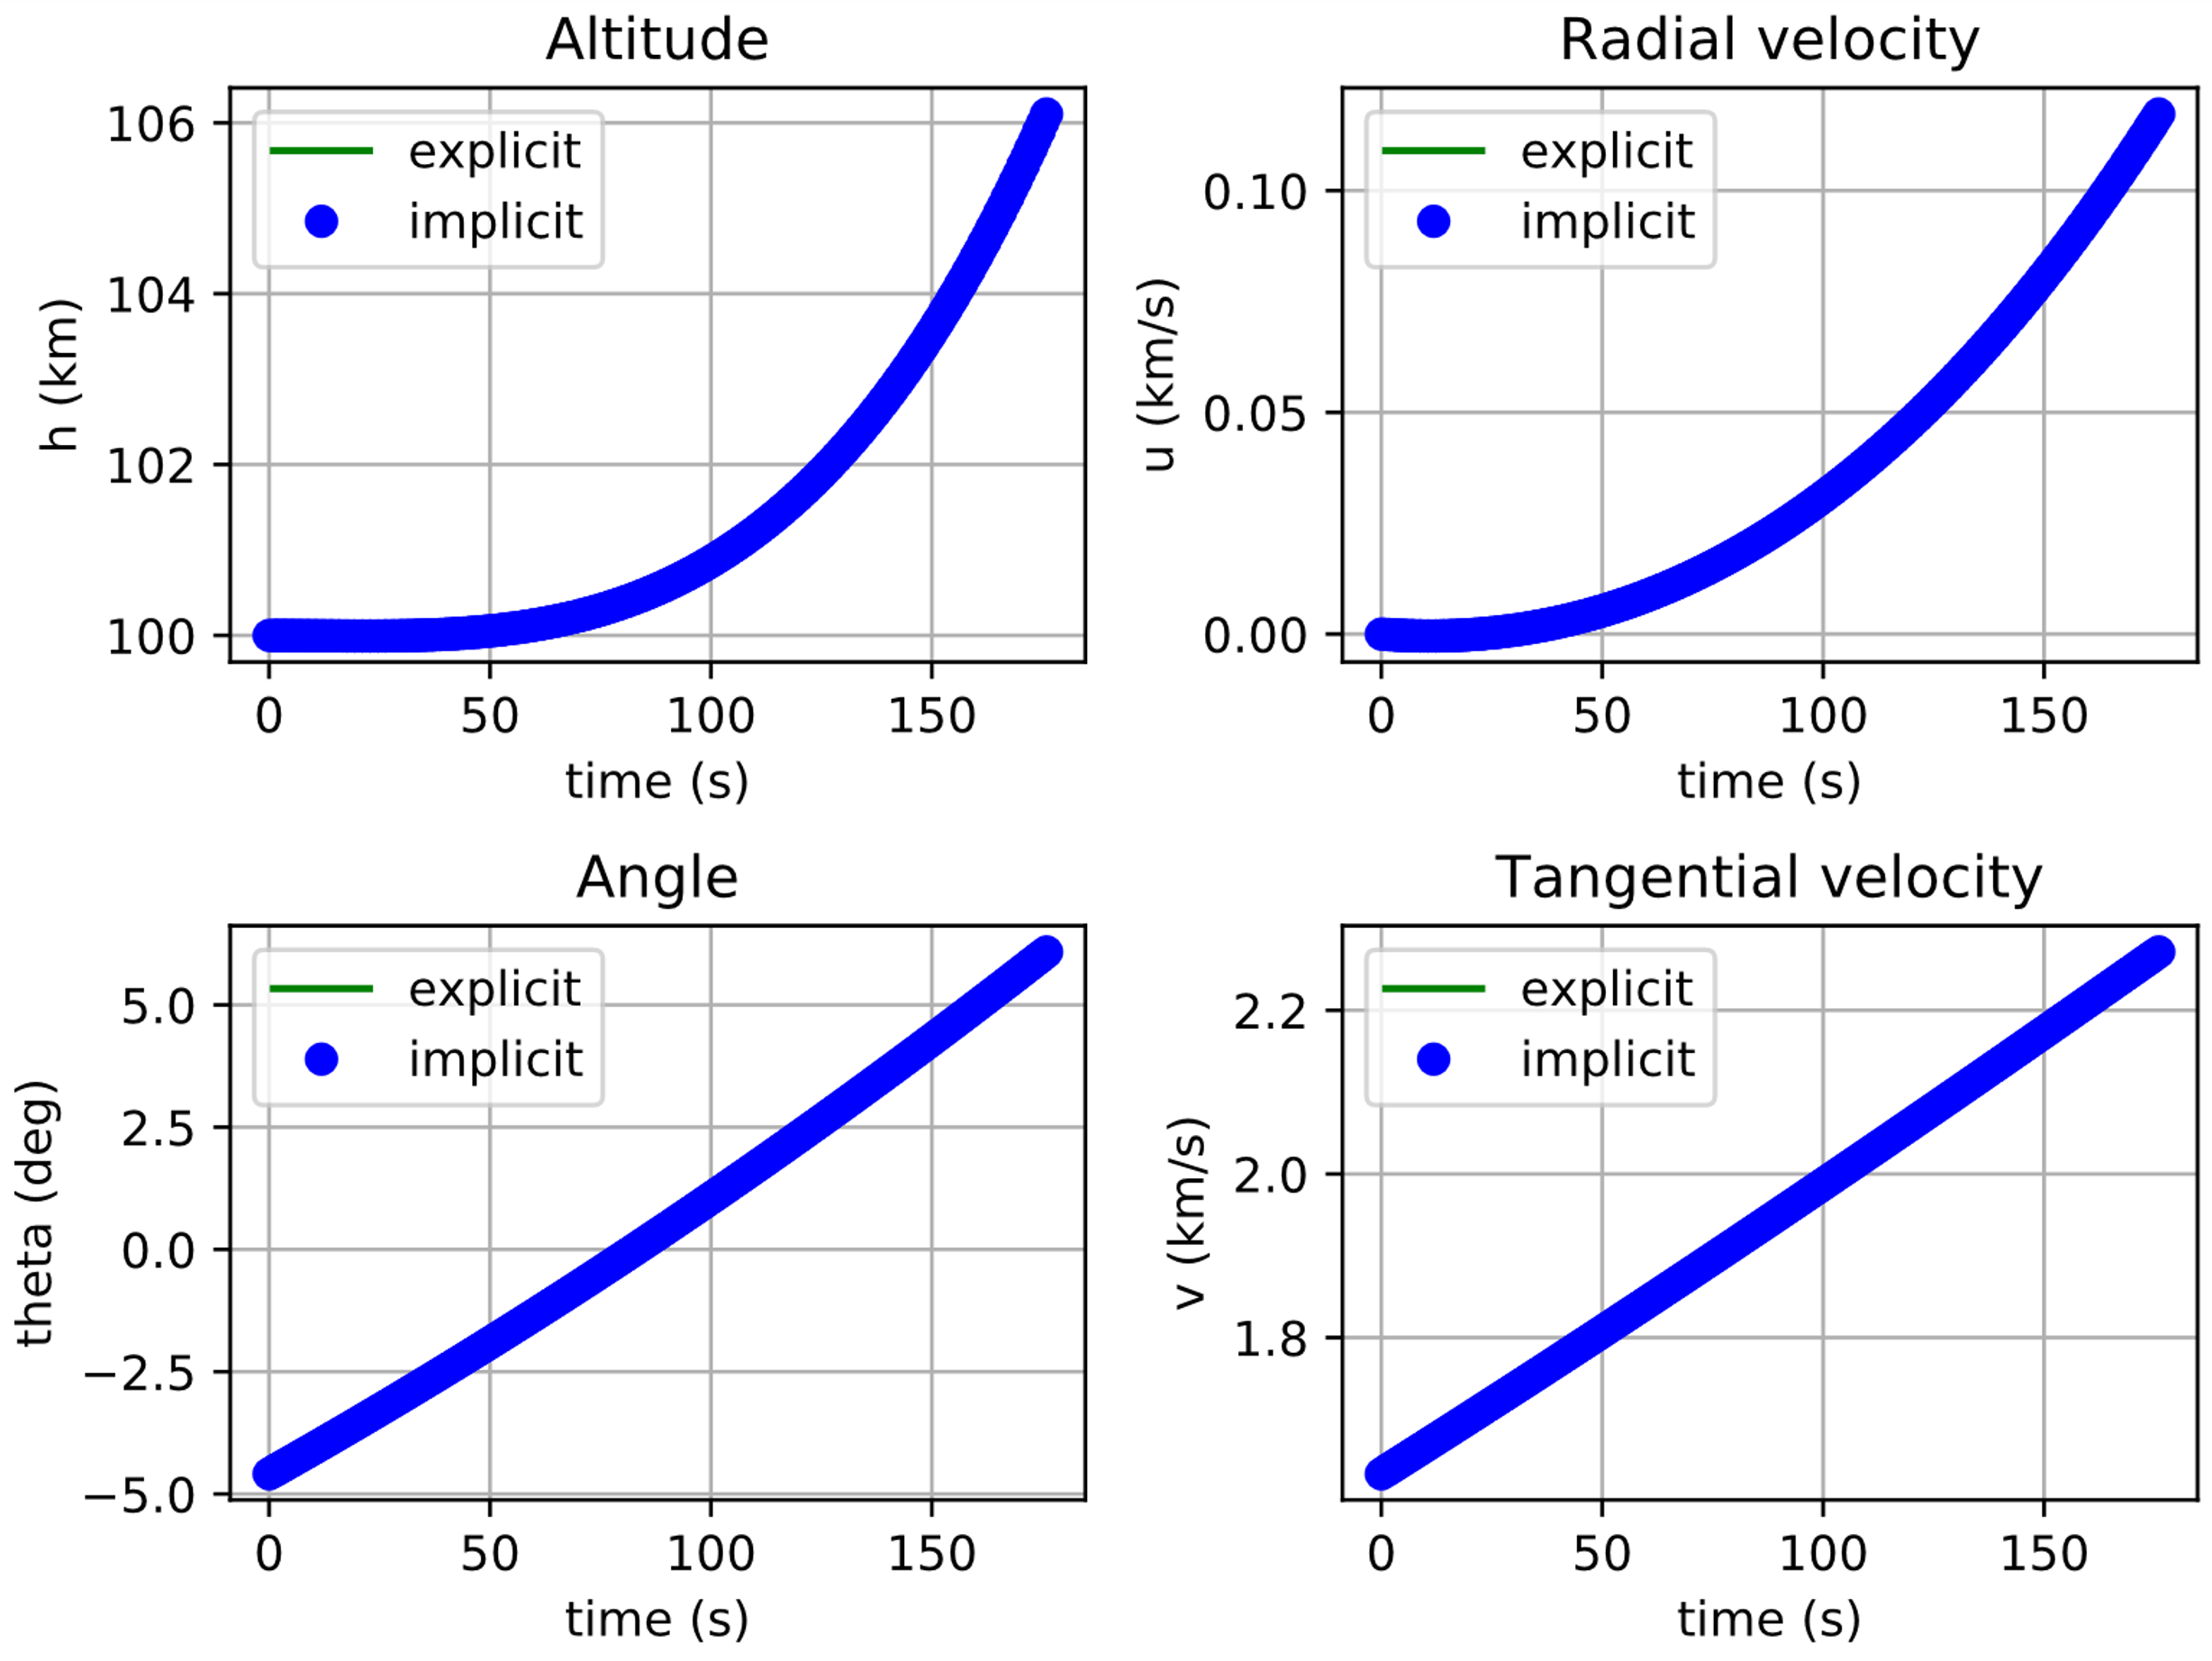 Altitude
106
104
102
100
h (km)
explicit
implicit
0 50 100 150
time (s)
Radial velocity
0.10
0.05
0.00
u (km/s)
explicit
implicit
0 50 100 150
time (s)
Angle
5.0
2.5
0.0
−2.5
−5.0
theta (deg)
explicit
implicit
0 50 100 150
time (s)
Tangential velocity
2.2
2.0
1.8
v (km/s)
explicit
implicit
0 50 100 150
time (s)